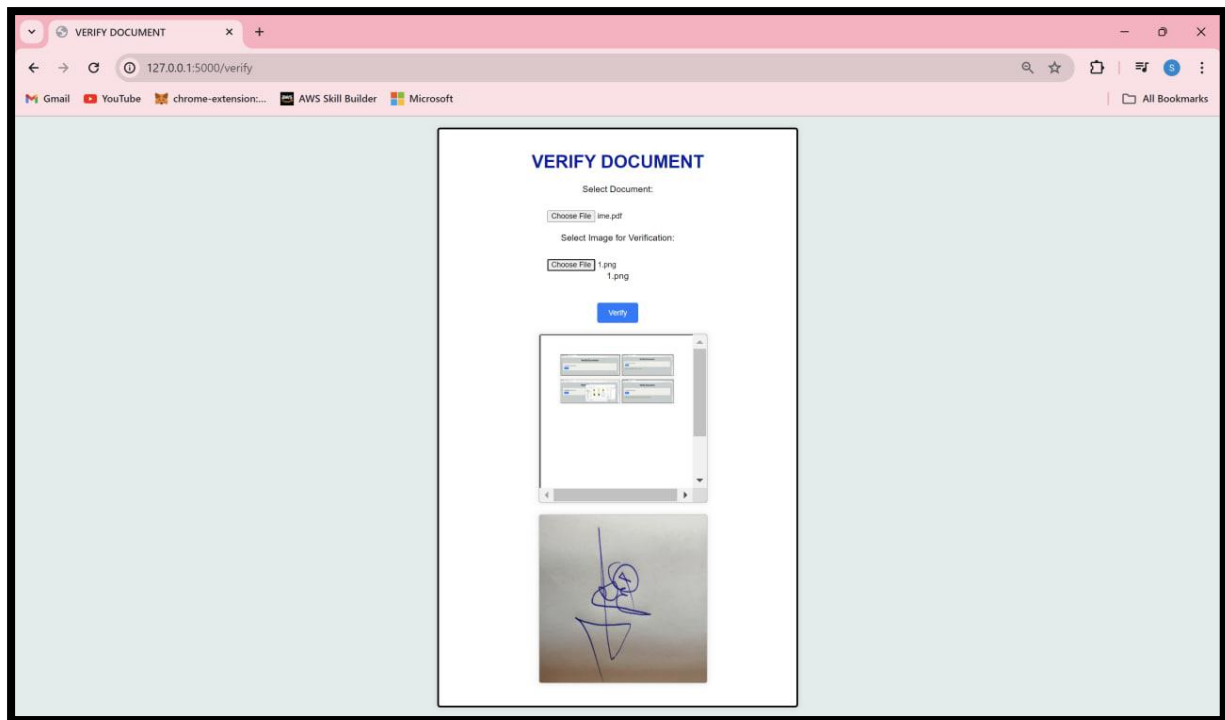 VERIFY DOCUMENT
127.0.0.1:5000/verify
S
Gmail YouTube chrome-extension:... AWS Skill Builder Microsoft All Bookmarks
VERIFY DOCUMENT
Select Document:
Choose File ime.pdf
Select Image for Verification:
Choose File 1.png
1.png
Verify